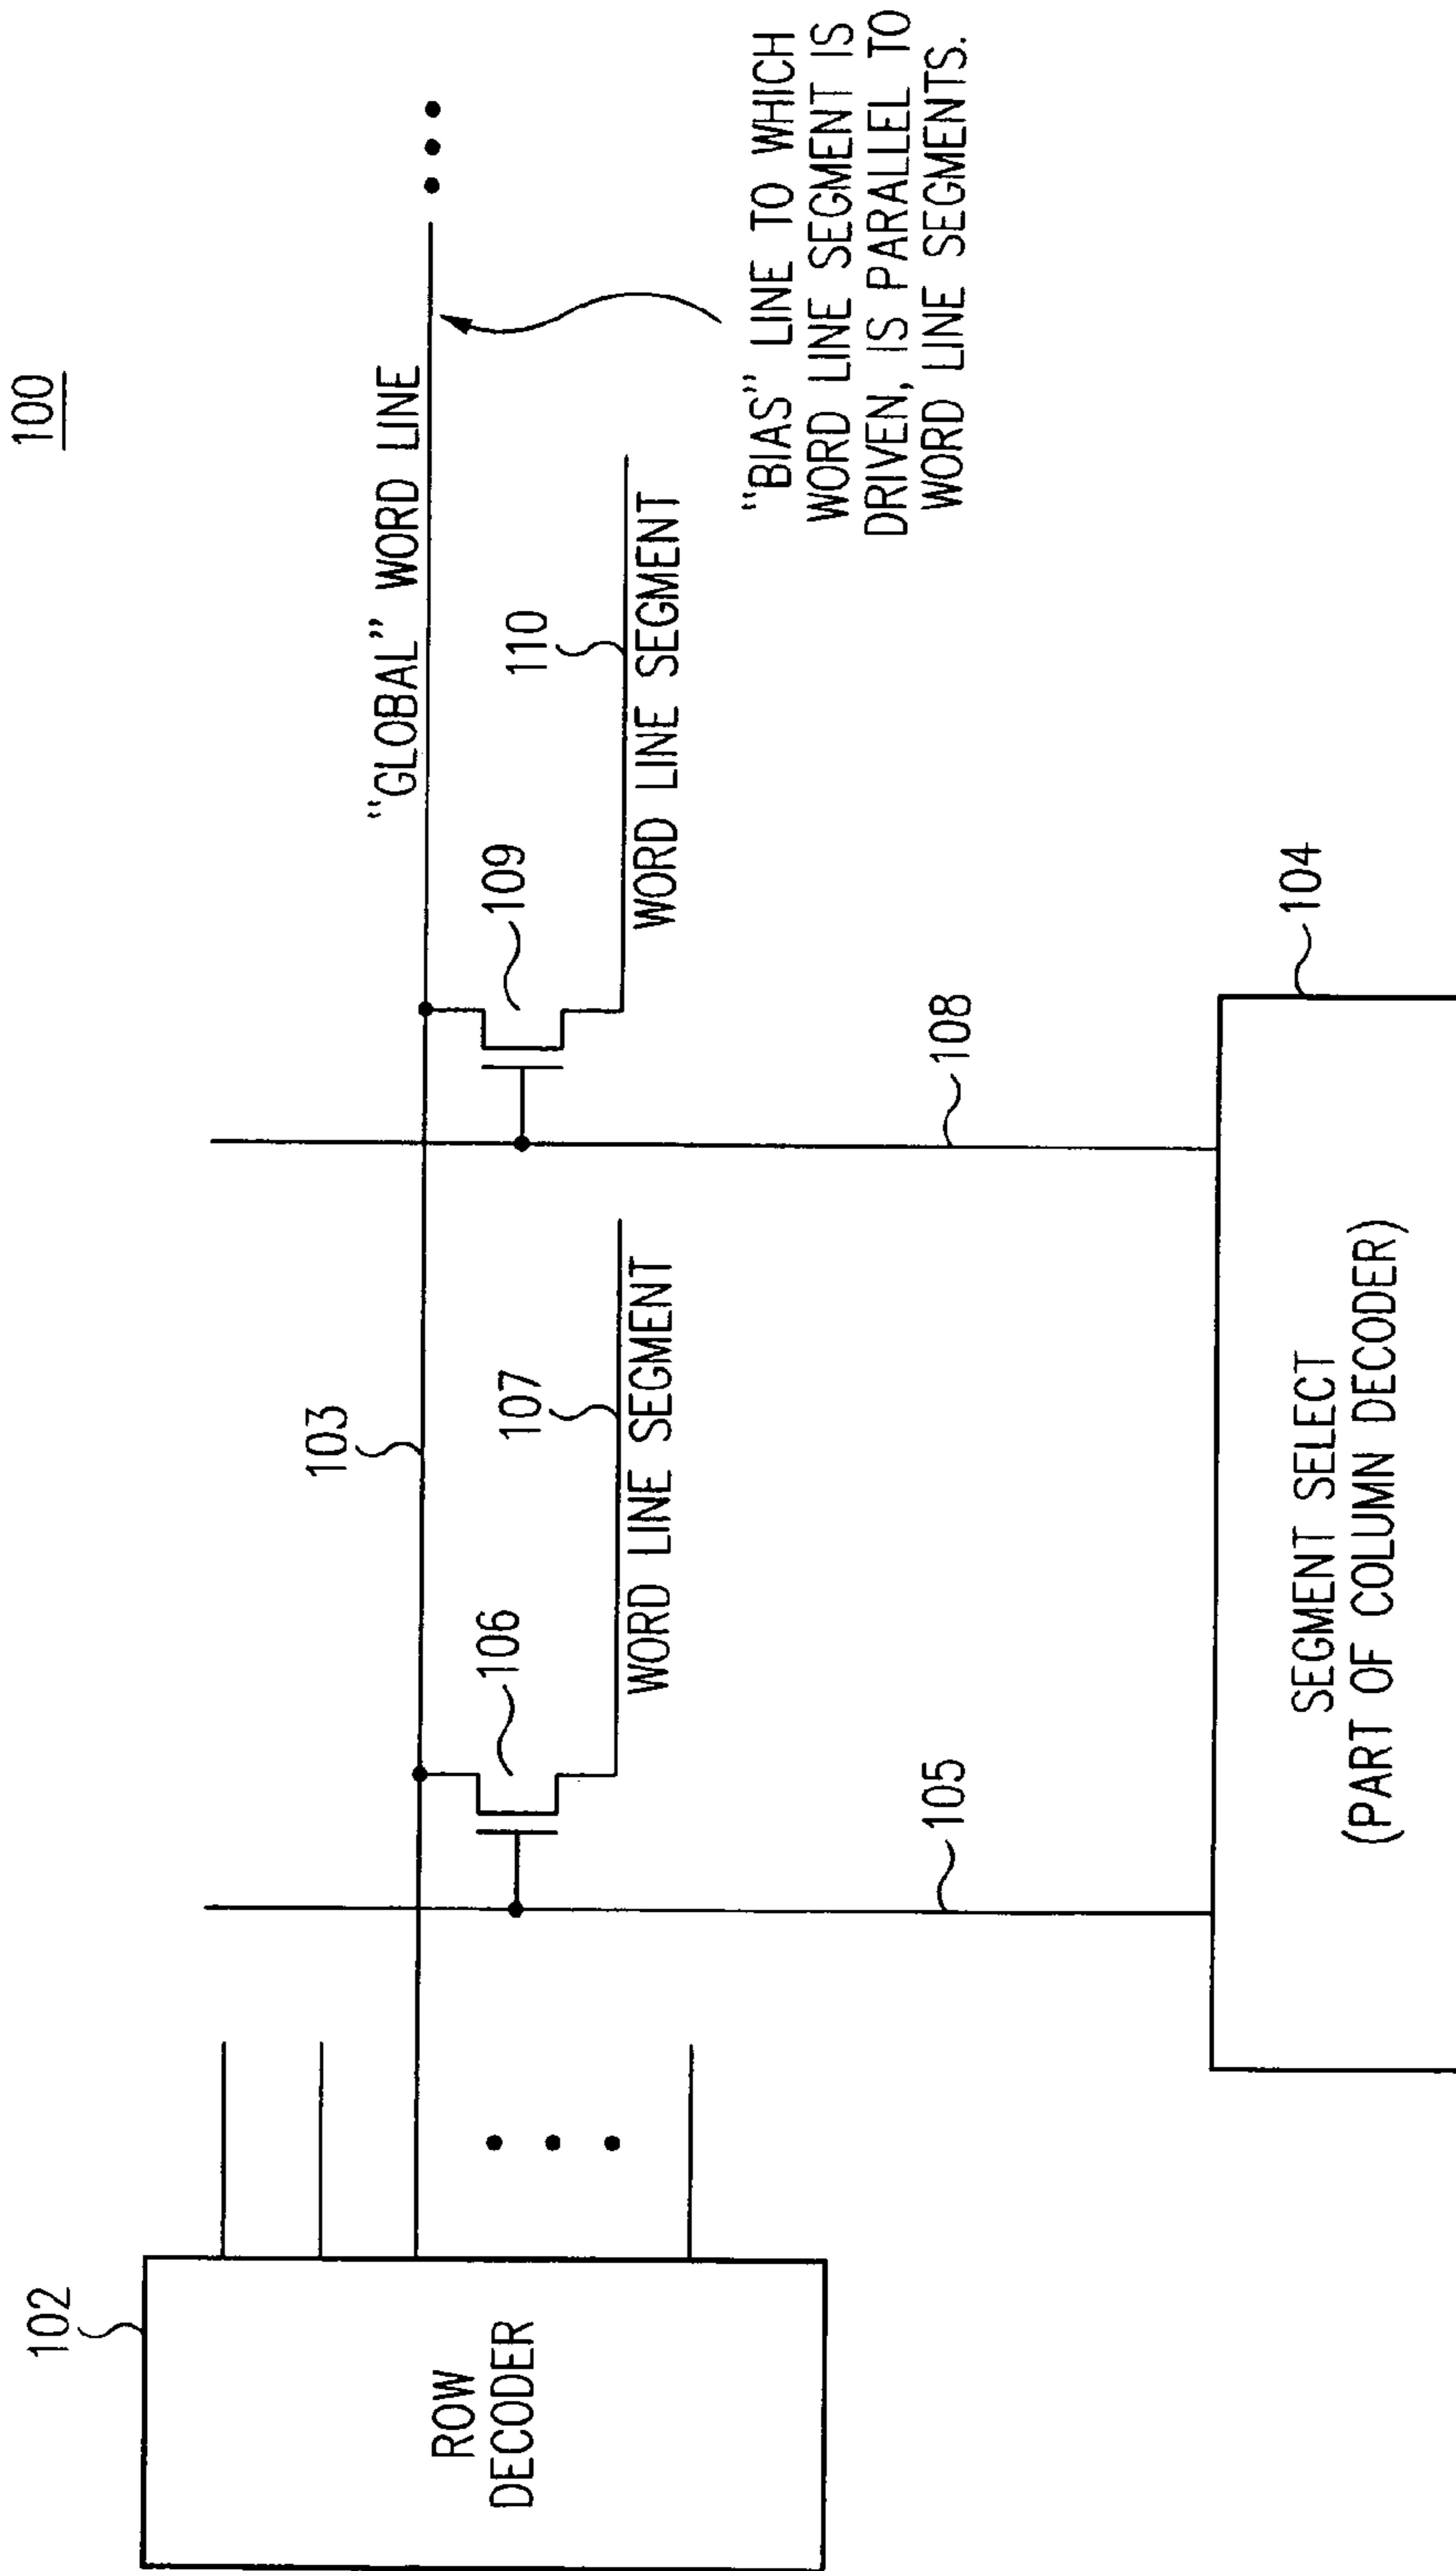 100
102
ROW
DECODER
103
"GLOBAL" WORD LINE
106
107
WORD LINE SEGMENT
109
110
WORD LINE SEGMENT
"BIAS" LINE TO WHICH
WORD LINE SEGMENT IS
DRIVEN, IS PARALLEL TO
WORD LINE SEGMENTS.
105
108
104
SEGMENT SELECT
(PART OF COLUMN DECODER)